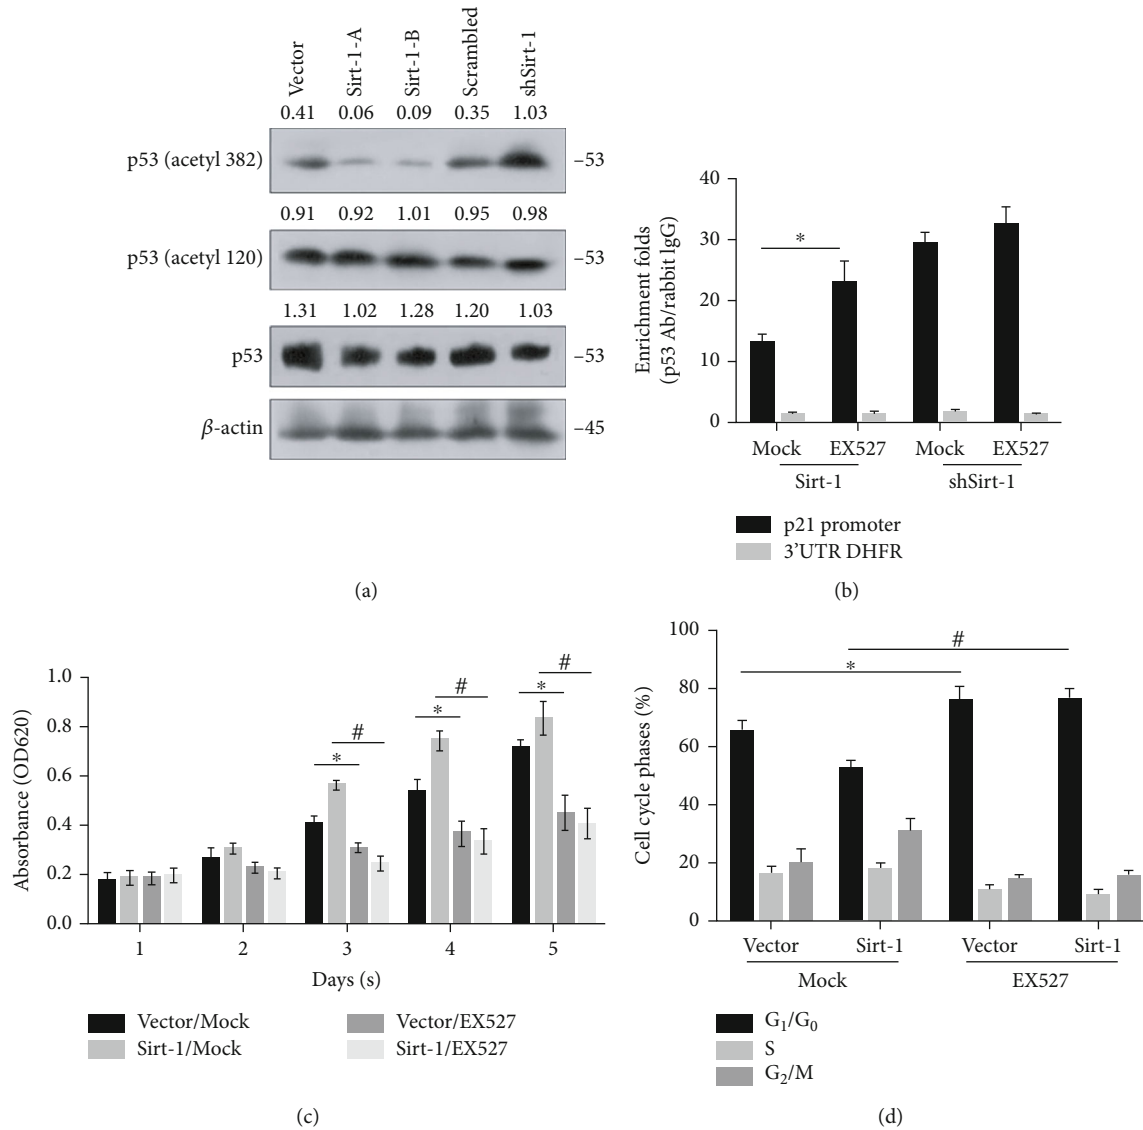 Vector
Sirt-1-A
Sirt-1-B
Scrambled
shSirt-1
0.41 0.06 0.09 0.35 1.03
p53 (acetyl 382) –53
0.91 0.92 1.01 0.95 0.98
p53 (acetyl 120) –53
1.31 1.02 1.28 1.20 1.03
p53 –53
β-actin –45
(a)
Enrichment folds
(p53 Ab/rabbit IgG)
40
30
20
10
0
*
Mock EX527 Mock EX527
Sirt-1 shSirt-1
p21 promoter
3'UTR DHFR
(b)
Absorbance (OD620)
1.0
0.8
0.6
0.4
0.2
0.0
* #
* #
* #
1 2 3 4 5
Days (s)
Vector/Mock Vector/EX527
Sirt-1/Mock Sirt-1/EX527
(c)
Cell cycle phases (%)
100
80
60
40
20
0
#
*
Vector Sirt-1 Vector Sirt-1
Mock EX527
G1/G0
S
G2/M
(d)